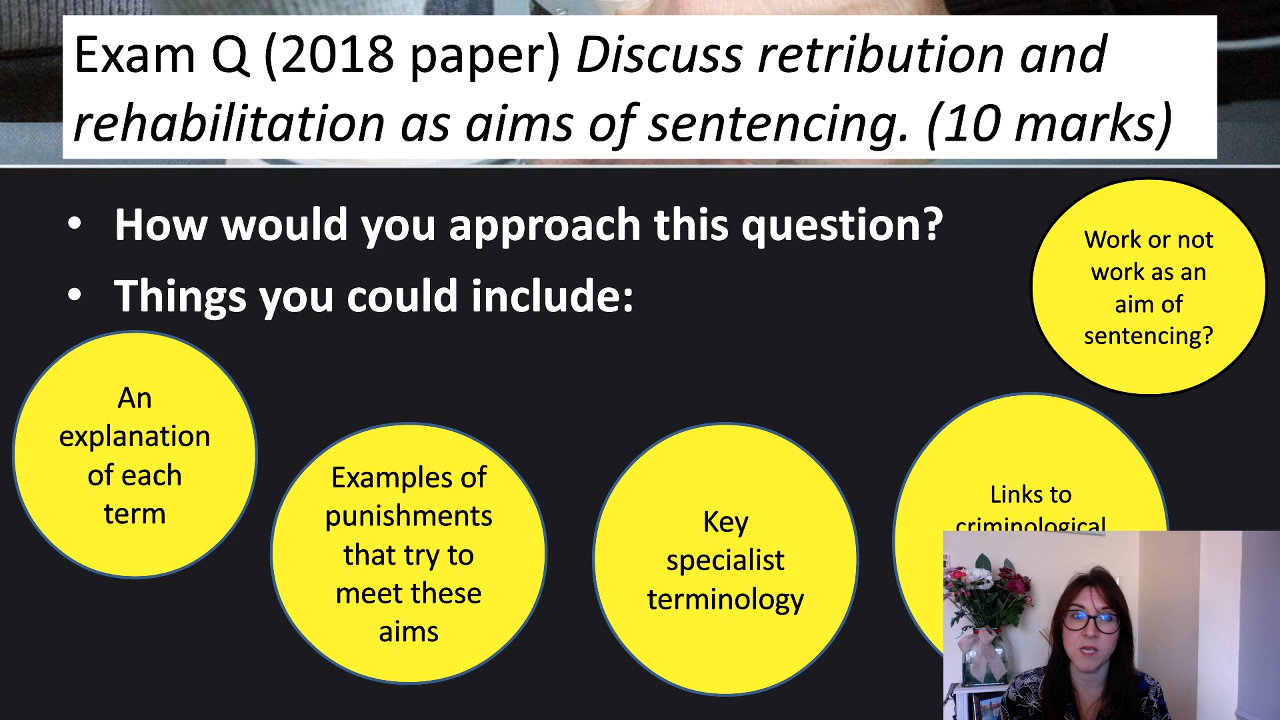 Exam Q (2018 paper) Discuss retribution and
rehabilitation as aims of sentencing. (10 marks)
• How would you approach this question?
• Things you could include:
Work or not
work as an
aim of
sentencing?
An
explanation
of each
term
Examples of
punishments
that try to
meet these
aims
Key
specialist
terminology
Links to
criminological